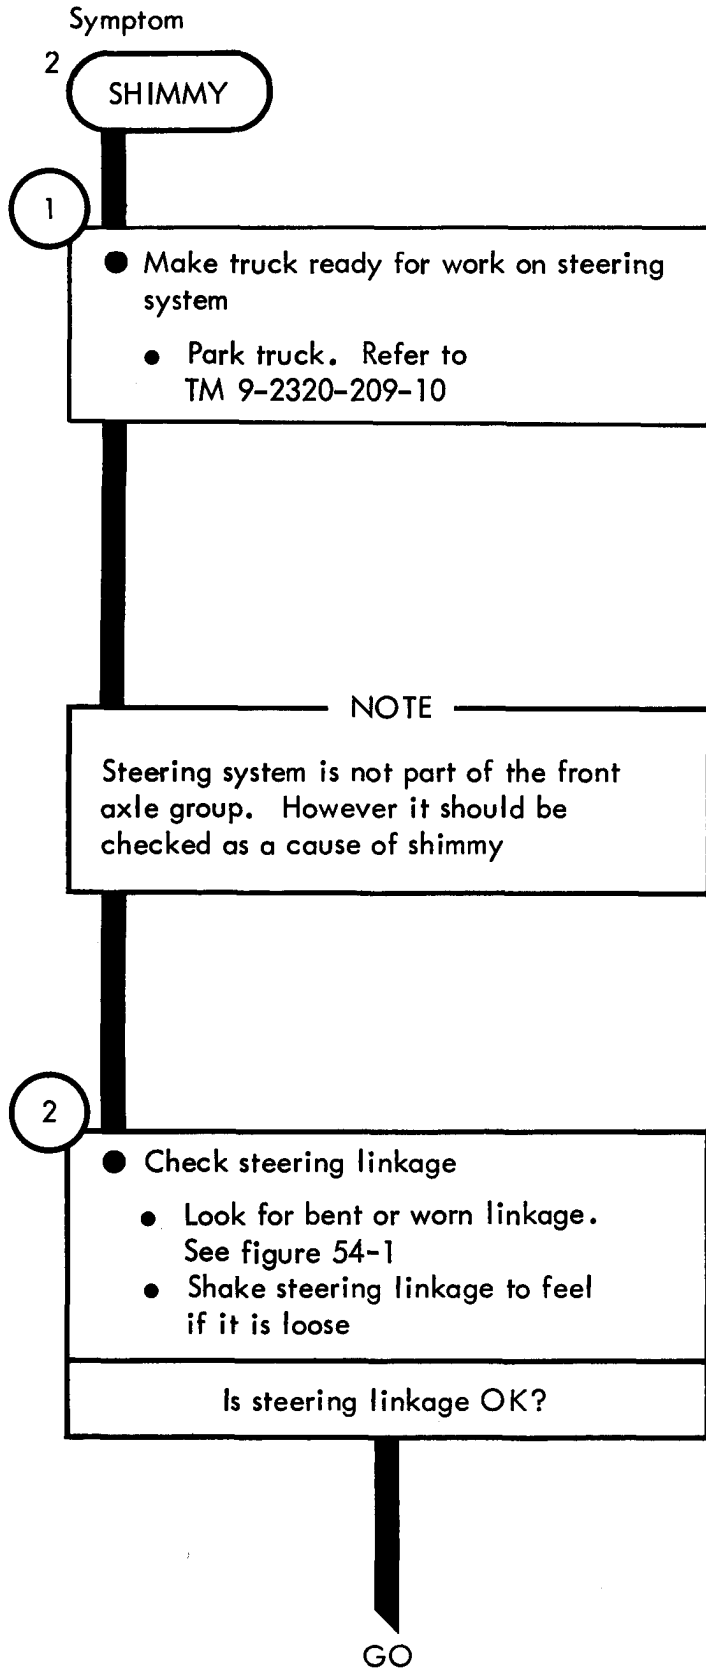 Symptom
2
SHIMMY
1
● Make truck ready for work on steering
system
● Park truck. Refer to
TM 9-2320-209-10
NOTE
Steering system is not part of the front
axle group. However it should be
checked as a cause of shimmy
2
● Check steering linkage
● Look for bent or worn linkage.
See figure 54-1
● Shake steering linkage to feel
if it is loose
Is steering linkage OK?
GO